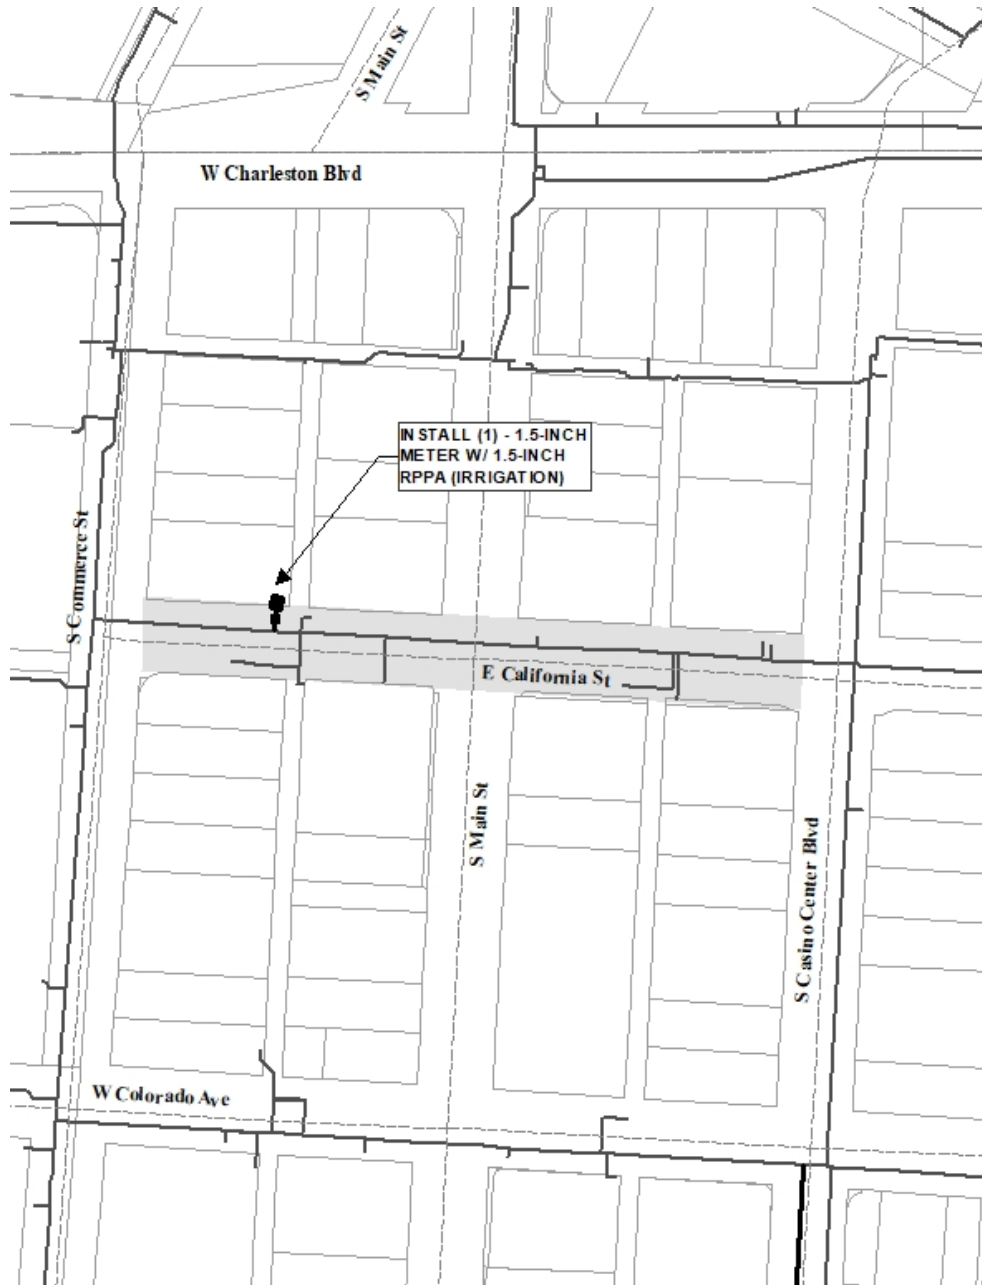 S Main St
W Charleston Blvd
INSTALL (1) - 1.5-INCH
METER W/ 1.5-INCH
RPPA (IRRIGATION)
S Commerce St
E California St
S Main St
S Casino Center Blvd
W Colorado Ave